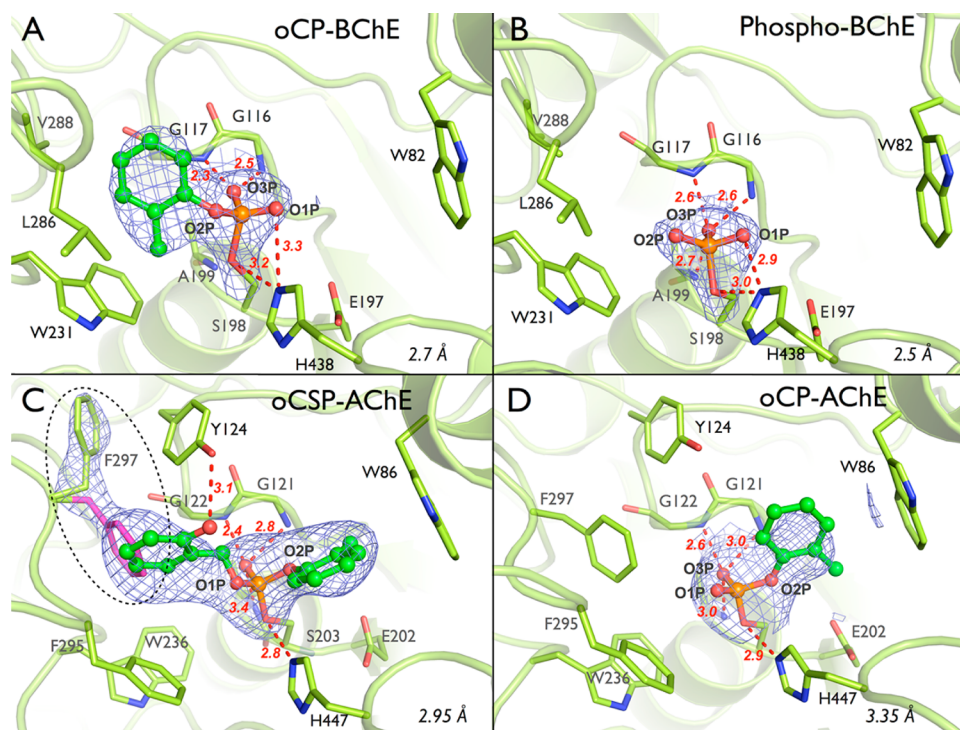 A
oCP-BChE
V288
G117
G116
W82
2.5
2.3
O3P
L286
O1P
O2P
3.3
A199
3.2
E197
W231
S198
H438
2.7 Å
B
Phospho-BChE
V288
G117
G116
W82
2.6
2.6
L286
O3P
O2P
O1P
2.7
2.9
A199
3.0
E197
W231
S198
H438
2.5 Å
C
oCSP-AChE
Y124
F297
W86
3.1
G122
G121
2.4
2.8
O2P
O1P
3.4
F295
W236
S203
E202
2.8
H447
2.95 Å
D
oCP-AChE
Y124
W86
G122
G121
F297
2.6
3.0
O3P
O1P
O2P
3.0
F295
E202
2.9
W236
H447
3.35 Å